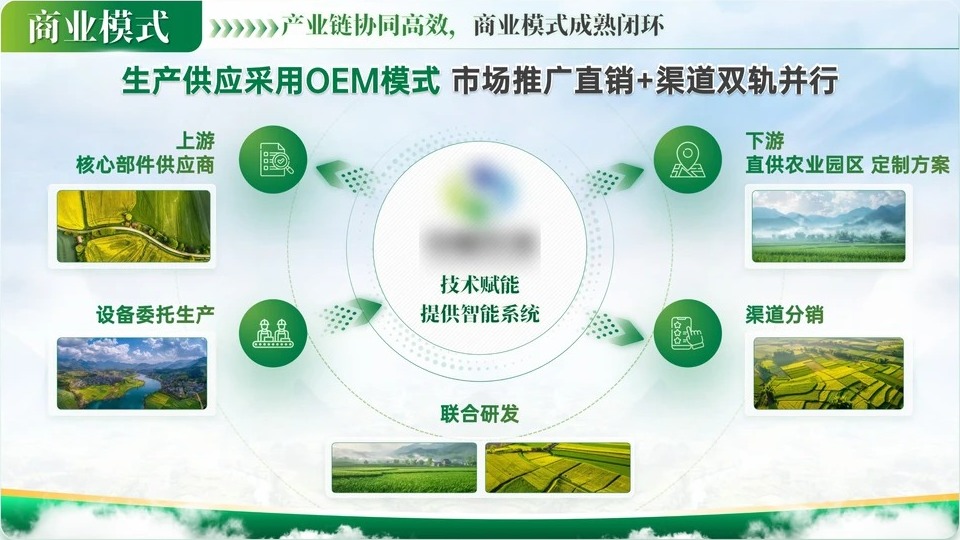 商业模式
产业链协同高效，商业模式成熟闭环
生产供应采用OEM模式 市场推广直销+渠道双轨并行
上游
核心部件供应商
下游
直供农业园区 定制方案
技术赋能
提供智能系统
设备委托生产
渠道分销
联合研发